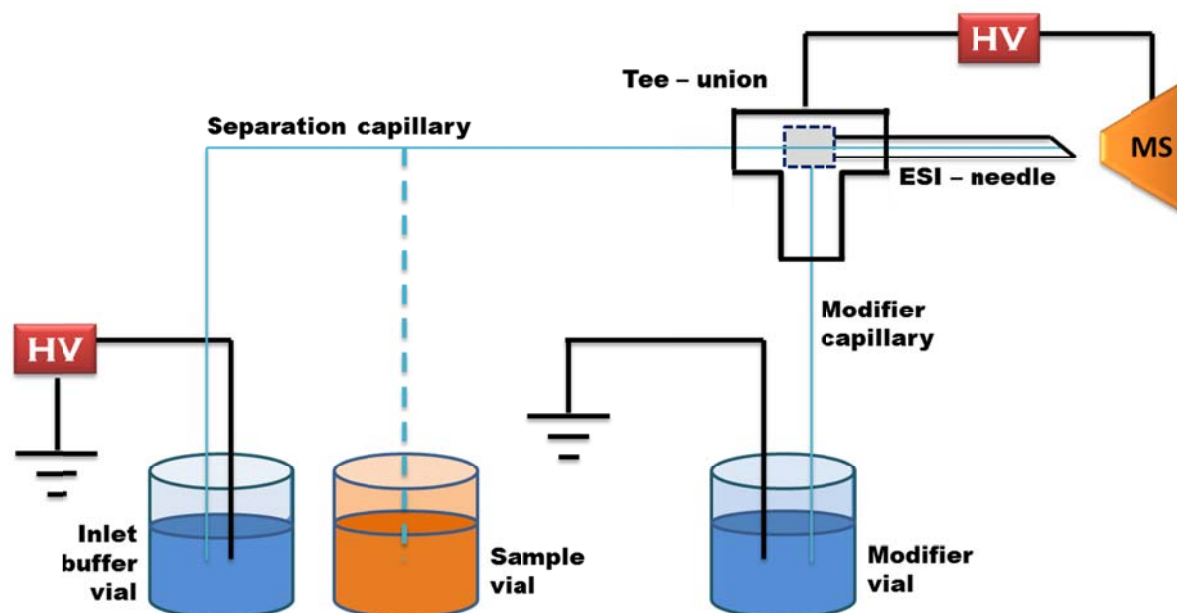 HV
Tee – union
Separation capillary
MS
ESI – needle
Modifier
capillary
HV
Inlet
buffer
vial
Sample
vial
Modifier
vial